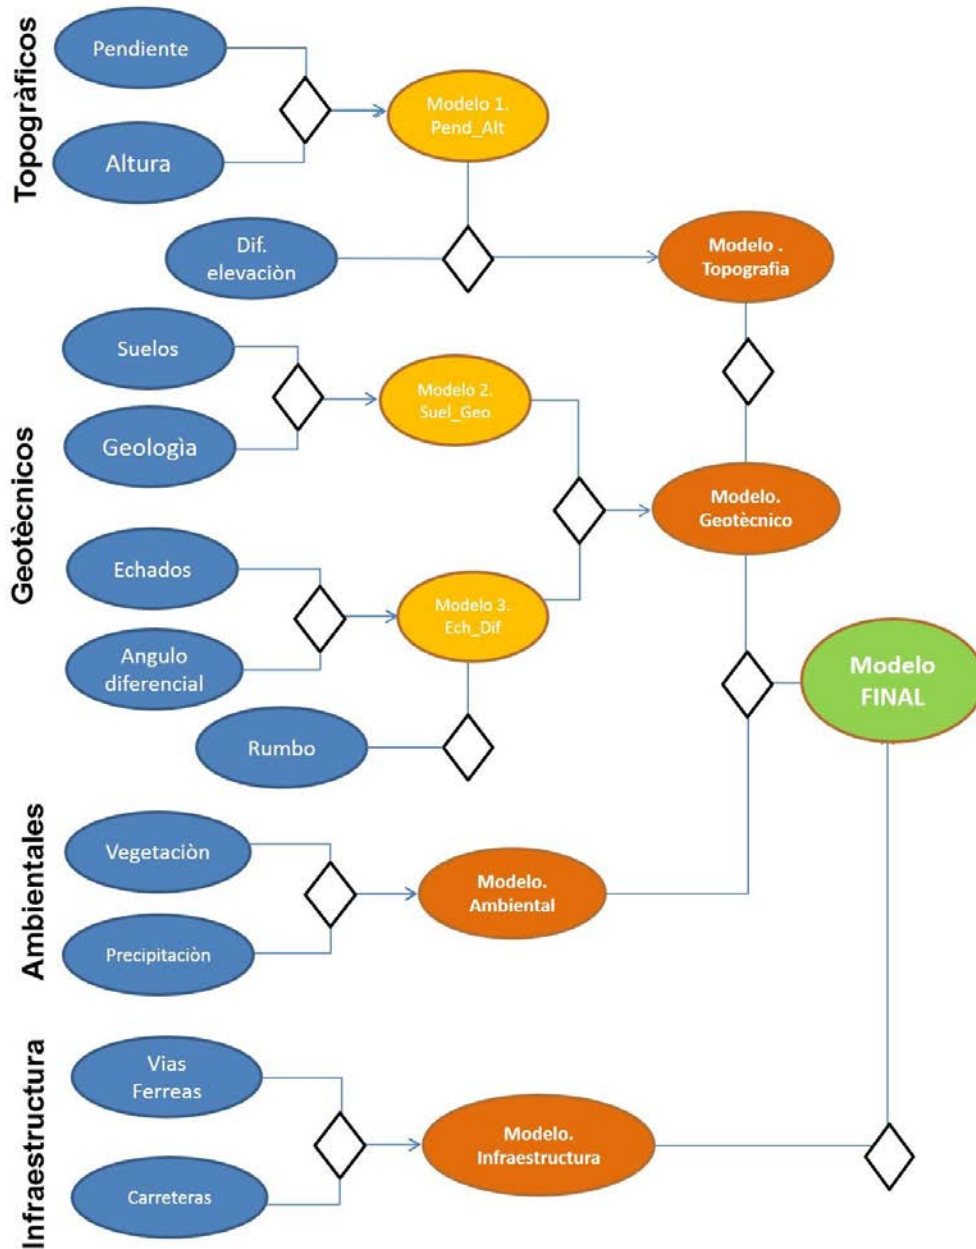 Topogràficos
Pendiente
Altura
Modelo 1.
Pend_Alt
Dif.
elevaciòn
Modelo .
Topografia
Geotècnicos
Suelos
Geologìa
Modelo 2.
Suel_Geo
Modelo.
Geotècnico
Echados
Angulo
diferencial
Modelo 3.
Ech_Dif
Rumbo
Modelo
FINAL
Ambientales
Vegetaciòn
Precipitaciòn
Modelo.
Ambiental
Infraestructura
Vias
Ferreas
Carreteras
Modelo.
Infraestructura